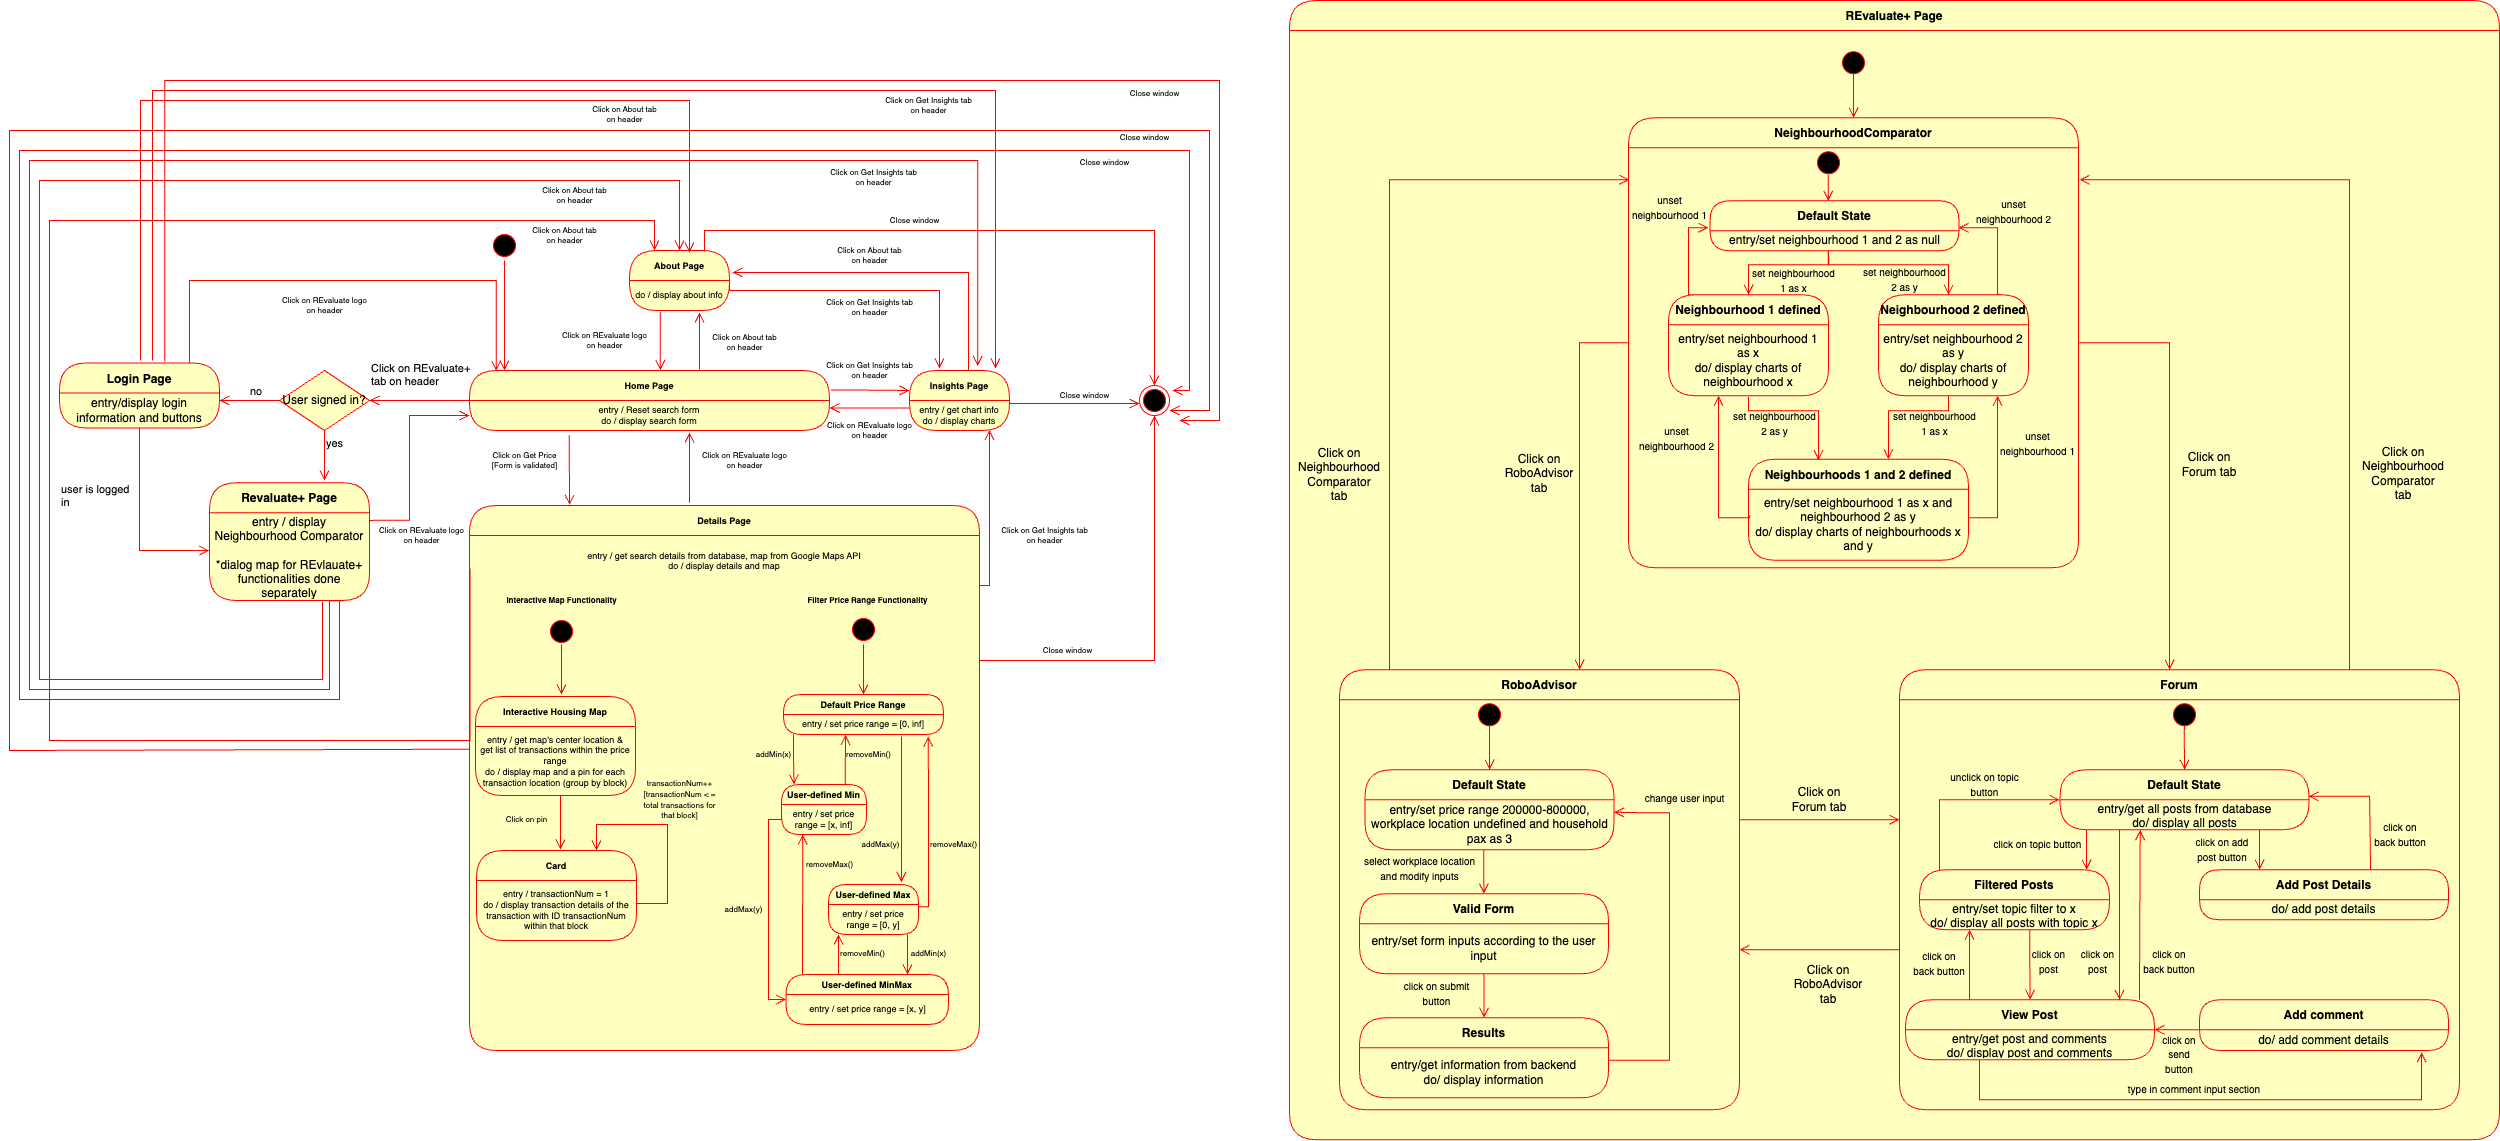 Close window
Click on Get Insights tab
on header
Click on About tab
on header
Close window
Close window
Click on Get Insights tab
on header
Click on About tab
on header
Close window
Click on About tab
on header
Click on About tab
on header
About Page
do / display about info
Click on REvaluate logo
on header
Click on Get Insights tab
on header
Click on REvaluate logo
on header
Click on About tab
on header
Click on REvaluate+
tab on header
Click on Get Insights tab
on header
Login Page
entry/display login
information and buttons
no
User signed in?
yes
Home Page
entry / Reset search form
do / display search form
Insights Page
entry / get chart info
do / display charts
Close window
Click on REvaluate logo
on header
Click on Get Price
[Form is validated]
Click on REvaluate logo
on header
user is logged
in
Revaluate+ Page
entry / display
Neighbourhood Comparator
*dialog map for REvlauate+
functionalities done
separately
Click on REvaluate logo
on header
Click on Get Insights tab
on header
Details Page
entry / get search details from database, map from Google Maps API
do / display details and map
Interactive Map Functionality
Filter Price Range Functionality
Close window
Interactive Housing Map
entry / get map's center location &
get list of transactions within the price
range
do / display map and a pin for each
transaction location (group by block)
Click on pin
transactionNum++
[transactionNum <=
total transactions for
that block]
Card
entry / transactionNum = 1
do / display transaction details of the
transaction with ID transactionNum
within that block
Default Price Range
entry / set price range = [0, inf]
addMin(x)
removeMin()
User-defined Min
entry / set price
range = [x, inf]
addMax(y)
removeMax()
removeMax()
User-defined Max
entry / set price
range = [0, y]
addMax(y)
removeMin()
addMin(x)
User-defined MinMax
entry / set price range = [x, y]
REvaluate+ Page
NeighbourhoodComparator
unset
neighbourhood 1
Default State
entry/set neighbourhood 1 and 2 as null
unset
neighbourhood 2
set neighbourhood
1 as x
set neighbourhood
2 as y
Neighbourhood 1 defined
entry/set neighbourhood 1
as x
do/ display charts of
neighbourhood x
Neighbourhood 2 defined
entry/set neighbourhood 2
as y
do/ display charts of
neighbourhood y
set neighbourhood
2 as y
set neighbourhood
1 as x
unset
neighbourhood 2
unset
neighbourhood 1
Neighbourhoods 1 and 2 defined
entry/set neighbourhood 1 as x and
neighbourhood 2 as y
do/ display charts of neighbourhoods x
and y
Click on
Neighbourhood
Comparator
tab
Click on
RoboAdvisor
tab
Click on
Forum tab
Click on
Neighbourhood
Comparator
tab
RoboAdvisor
Default State
entry/set price range 200000-800000,
workplace location undefined and household
pax as 3
change user input
select workplace location
and modify inputs
Valid Form
entry/set form inputs according to the user
input
click on submit
button
Results
entry/get information from backend
do/ display information
Click on
Forum tab
Click on
RoboAdvisor
tab
Forum
unclick on topic
button
Default State
entry/get all posts from database
do/ display all posts
click on topic button
click on add
post button
click on
back button
Filtered Posts
entry/set topic filter to x
do/ display all posts with topic x
Add Post Details
do/ add post details
click on
back button
click on
post
click on
post
click on
back button
View Post
entry/get post and comments
do/ display post and comments
Add comment
do/ add comment details
click on
send
button
type in comment input section